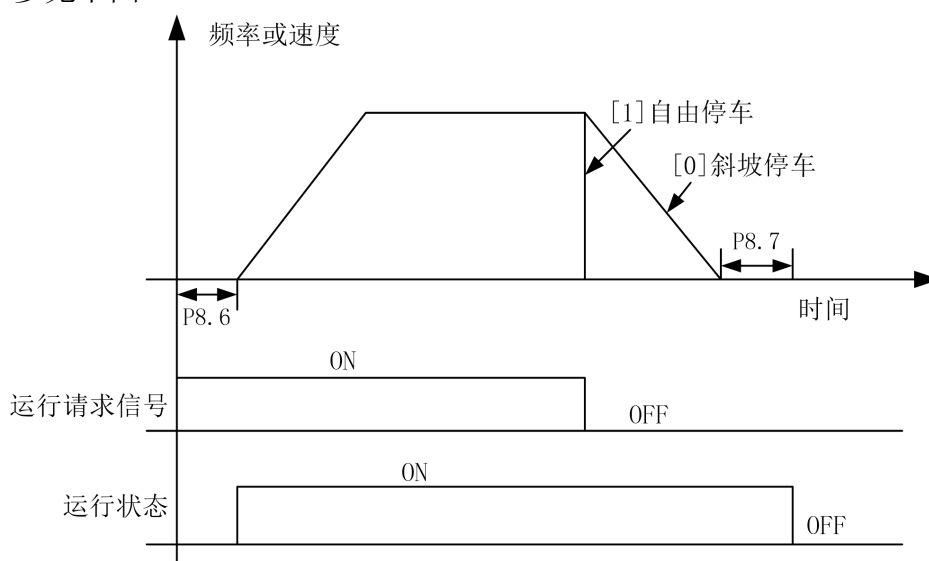 频率或速度
[1]自由停车
[0]斜坡停车
P8.7
P8.6
时间
ON
运行请求信号
OFF
ON
运行状态
OFF